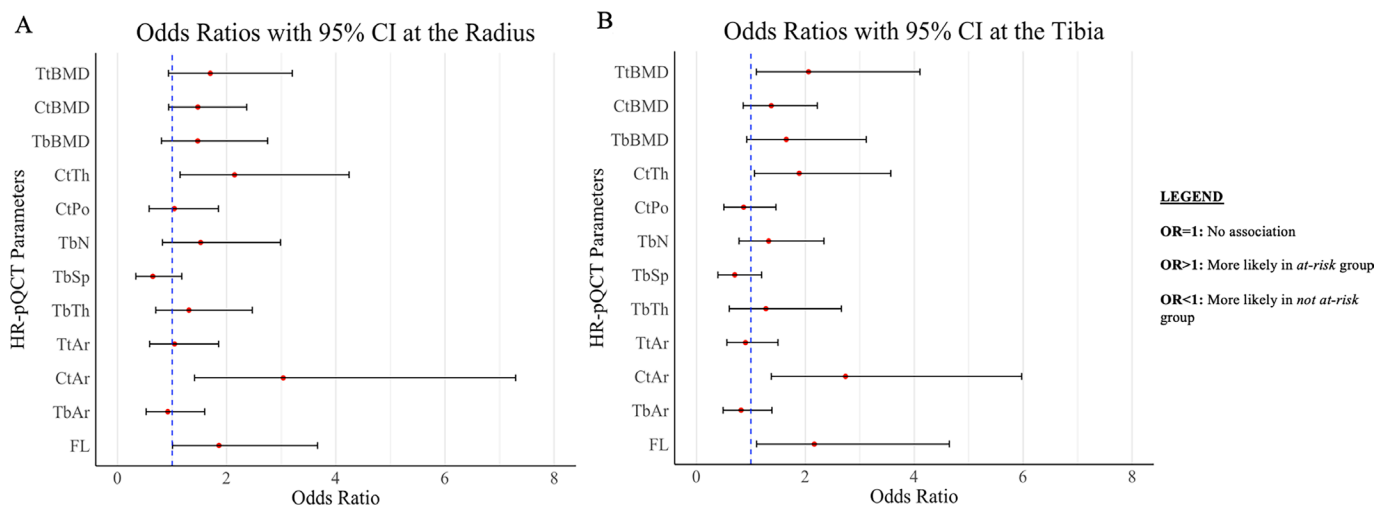 A
Odds Ratios with 95% CI at the Radius
HR-pQCT Parameters
TtBMD
CtBMD
TbBMD
CtTh
CtPo
TbN
TbSp
TbTh
TtAr
CtAr
TbAr
FL
0 2 4 6 8
Odds Ratio
B
Odds Ratios with 95% CI at the Tibia
HR-pQCT Parameters
TtBMD
CtBMD
TbBMD
CtTh
CtPo
TbN
TbSp
TbTh
TtAr
CtAr
TbAr
FL
0 2 4 6 8
Odds Ratio
LEGEND
OR=1: No association
OR>1: More likely in at-risk group
OR<1: More likely in not at-risk
group